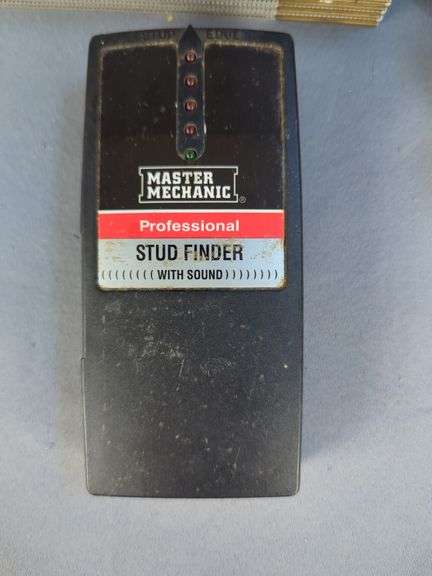 MASTER
MECHANIC®
Professional
STUD FINDER
(((((((( WITH SOUND ))))))))